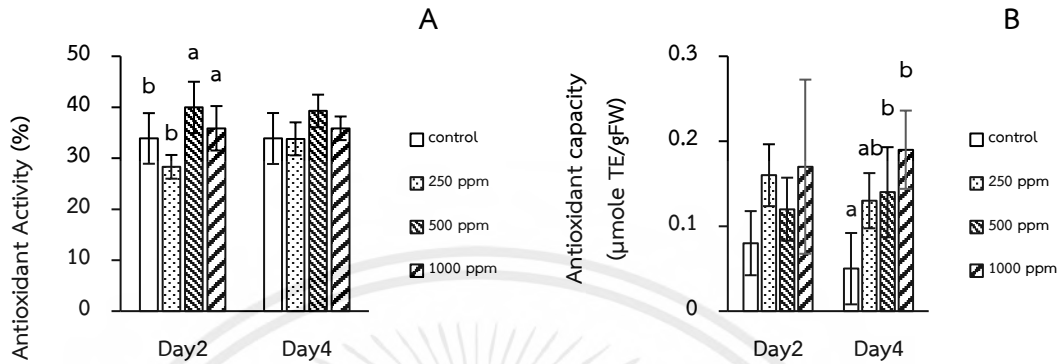 A
Antioxidant Activity (%)
50
40
30
20
10
0
b
b
a
a
Day2
Day4
control
250 ppm
500 ppm
1000 ppm
B
Antioxidant capacity
(µmole TE/gFW)
0.3
0.2
0.1
0
a
ab
b
b
Day2
Day4
control
250 ppm
500 ppm
1000 ppm